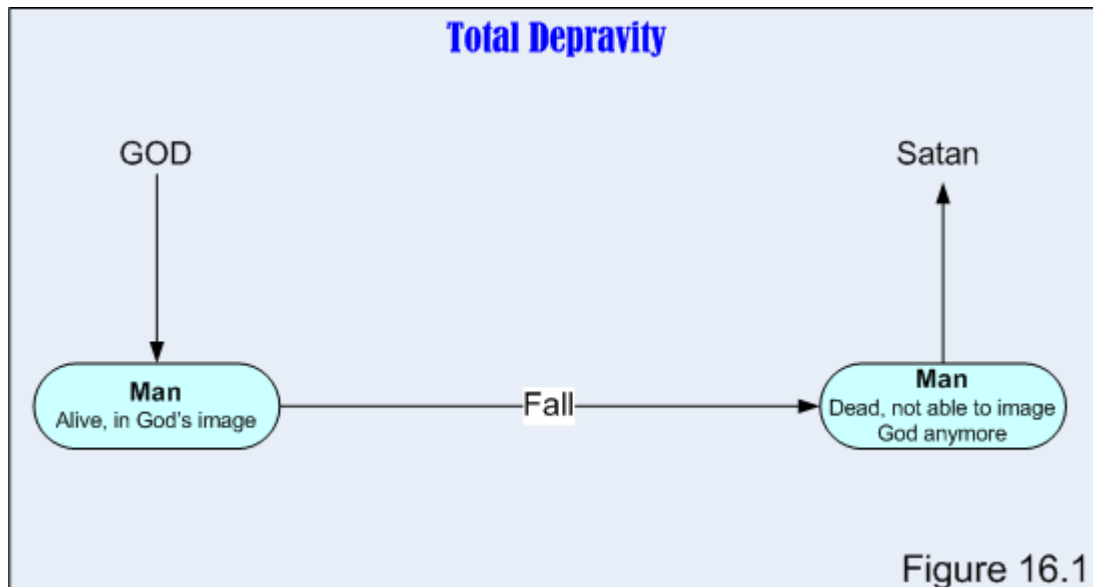 Total Depravity
GOD
Satan
Man
Alive, in God's image
Fall
Man
Dead, not able to image
God anymore
Figure 16.1